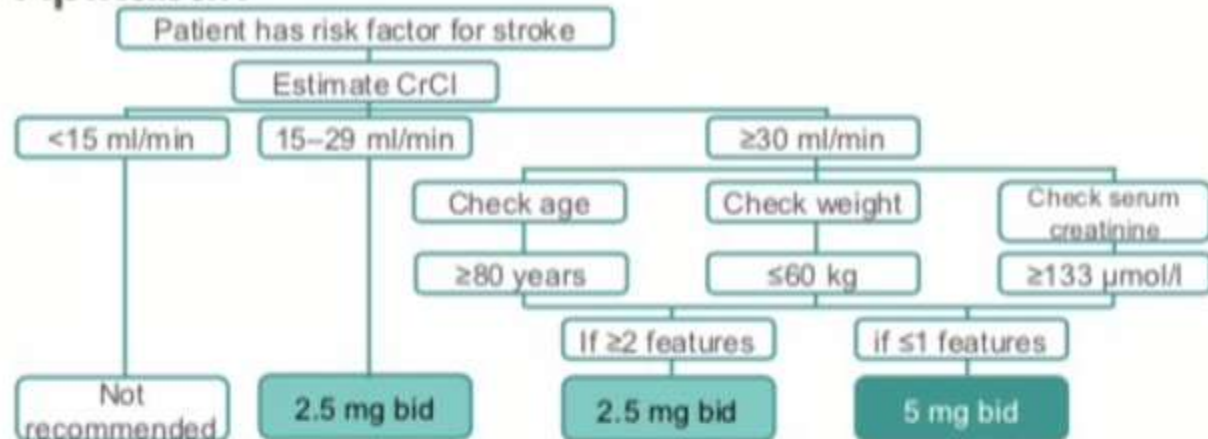 Patient has risk factor for stroke
Estimate CrCl
<15 ml/min
15–29 ml/min
≥30 ml/min
Check age
Check weight
Check serum
creatinine
≥80 years
≤60 kg
≥133 µmol/l
If ≥2 features
if ≤1 features
Not
recommended
2.5 mg bid
2.5 mg bid
5 mg bid